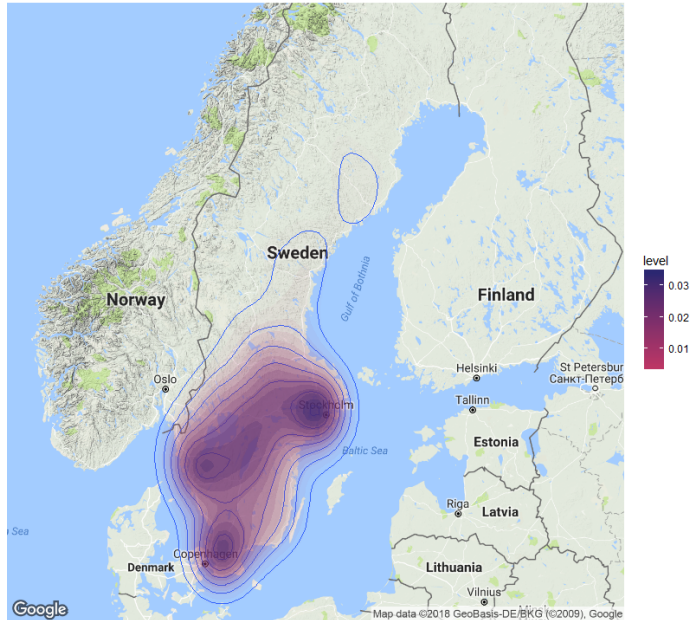 Sweden
Gulf of Bothnia
Norway
Finland
level
0.03
0.02
0.01
Helsinki
St Petersbur
Санкт-Петерб
Oslo
Tallinn
Stockholm
Estonia
Baltic Sea
Riga
Latvia
Sea
Copenhagen
Denmark
Lithuania
Vilnius
Google
Map data ©2018 GeoBasis-DE/BKG (©2009), Google